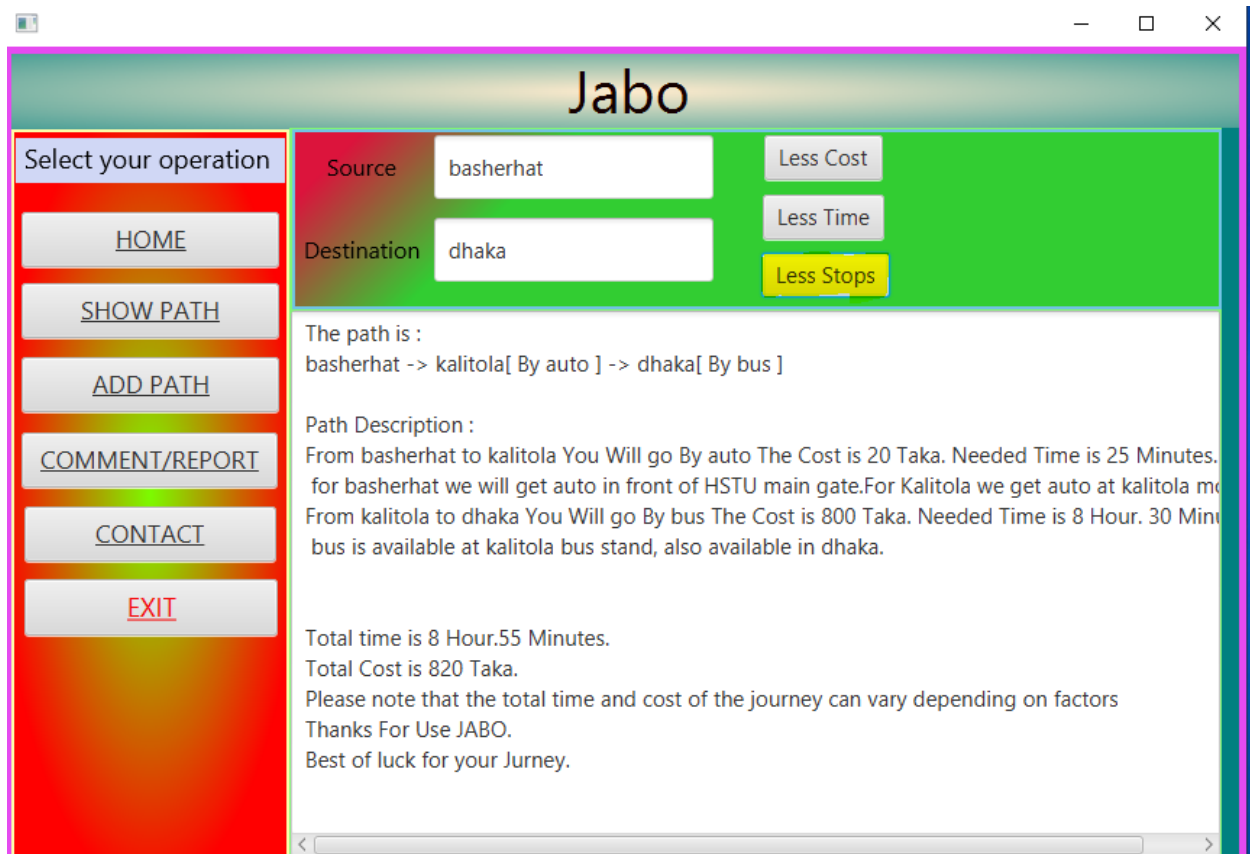 Jabo
Select your operation
HOME
SHOW PATH
ADD PATH
COMMENT/REPORT
CONTACT
EXIT
Source
basherhat
Destination
dhaka
Less Cost
Less Time
Less Stops
The path is :
basherhat -> kalitola[ By auto ] -> dhaka[ By bus ]
Path Description :
From basherhat to kalitola You Will go By auto The Cost is 20 Taka. Needed Time is 25 Minutes.
for basherhat we will get auto in front of HSTU main gate.For Kalitola we get auto at kalitola
From kalitola to dhaka You Will go By bus The Cost is 800 Taka. Needed Time is 8 Hour. 30
bus is available at kalitola bus stand, also available in dhaka.
Total time is 8 Hour.55 Minutes.
Total Cost is 820 Taka.
Please note that the total time and cost of the journey can vary depending on factors
Thanks For Use JABO.
Best of luck for your Jurney.